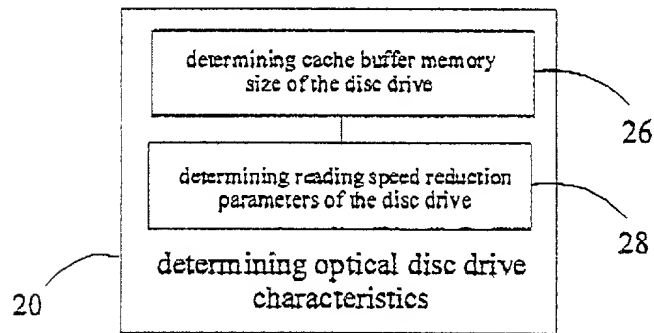 determining cache buffer memory
size of the disc drive
26
determining reading speed reduction
parameters of the disc drive
28
determining optical disc drive
characteristics
20